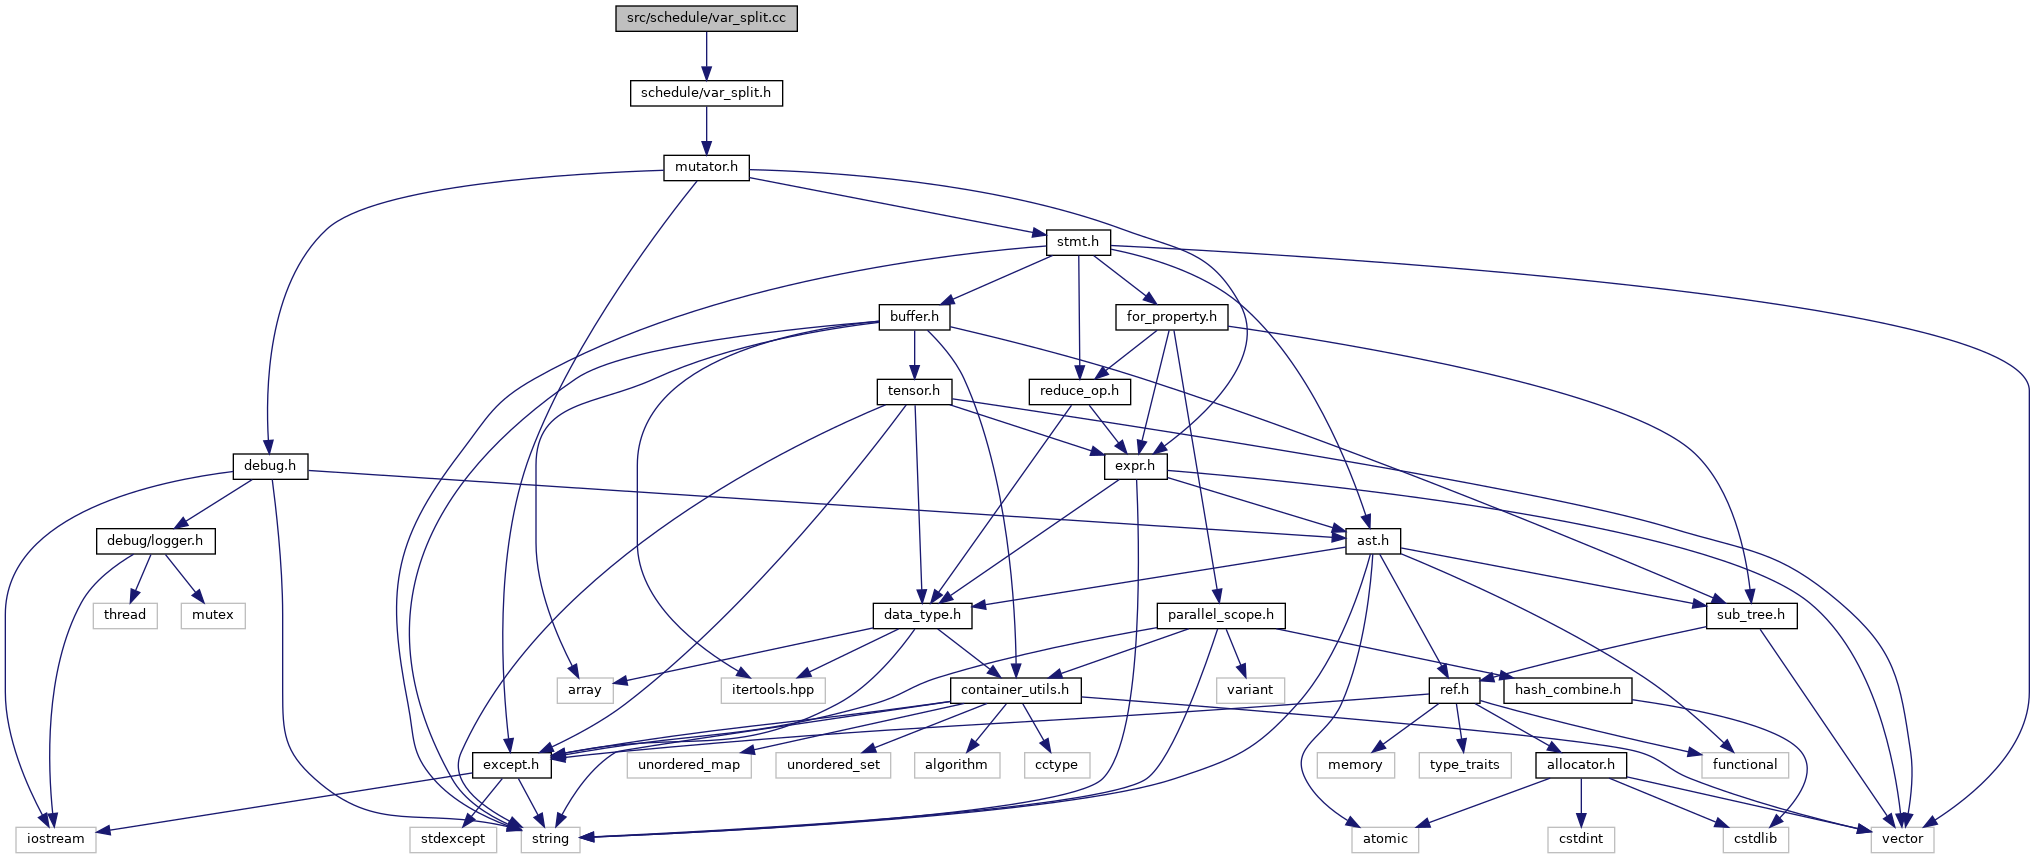 src/schedule/var_split.cc
schedule/var_split.h
mutator.h
stmt.h
buffer.h
for_property.h
tensor.h
reduce_op.h
debug.h
expr.h
debug/logger.h
ast.h
thread
mutex
data_type.h
parallel_scope.h
sub_tree.h
array
itertools.hpp
container_utils.h
variant
ref.h
hash_combine.h
except.h
unordered_map
unordered_set
algorithm
cctype
memory
type_traits
allocator.h
functional
iostream
stdexcept
string
atomic
cstdint
cstdlib
vector